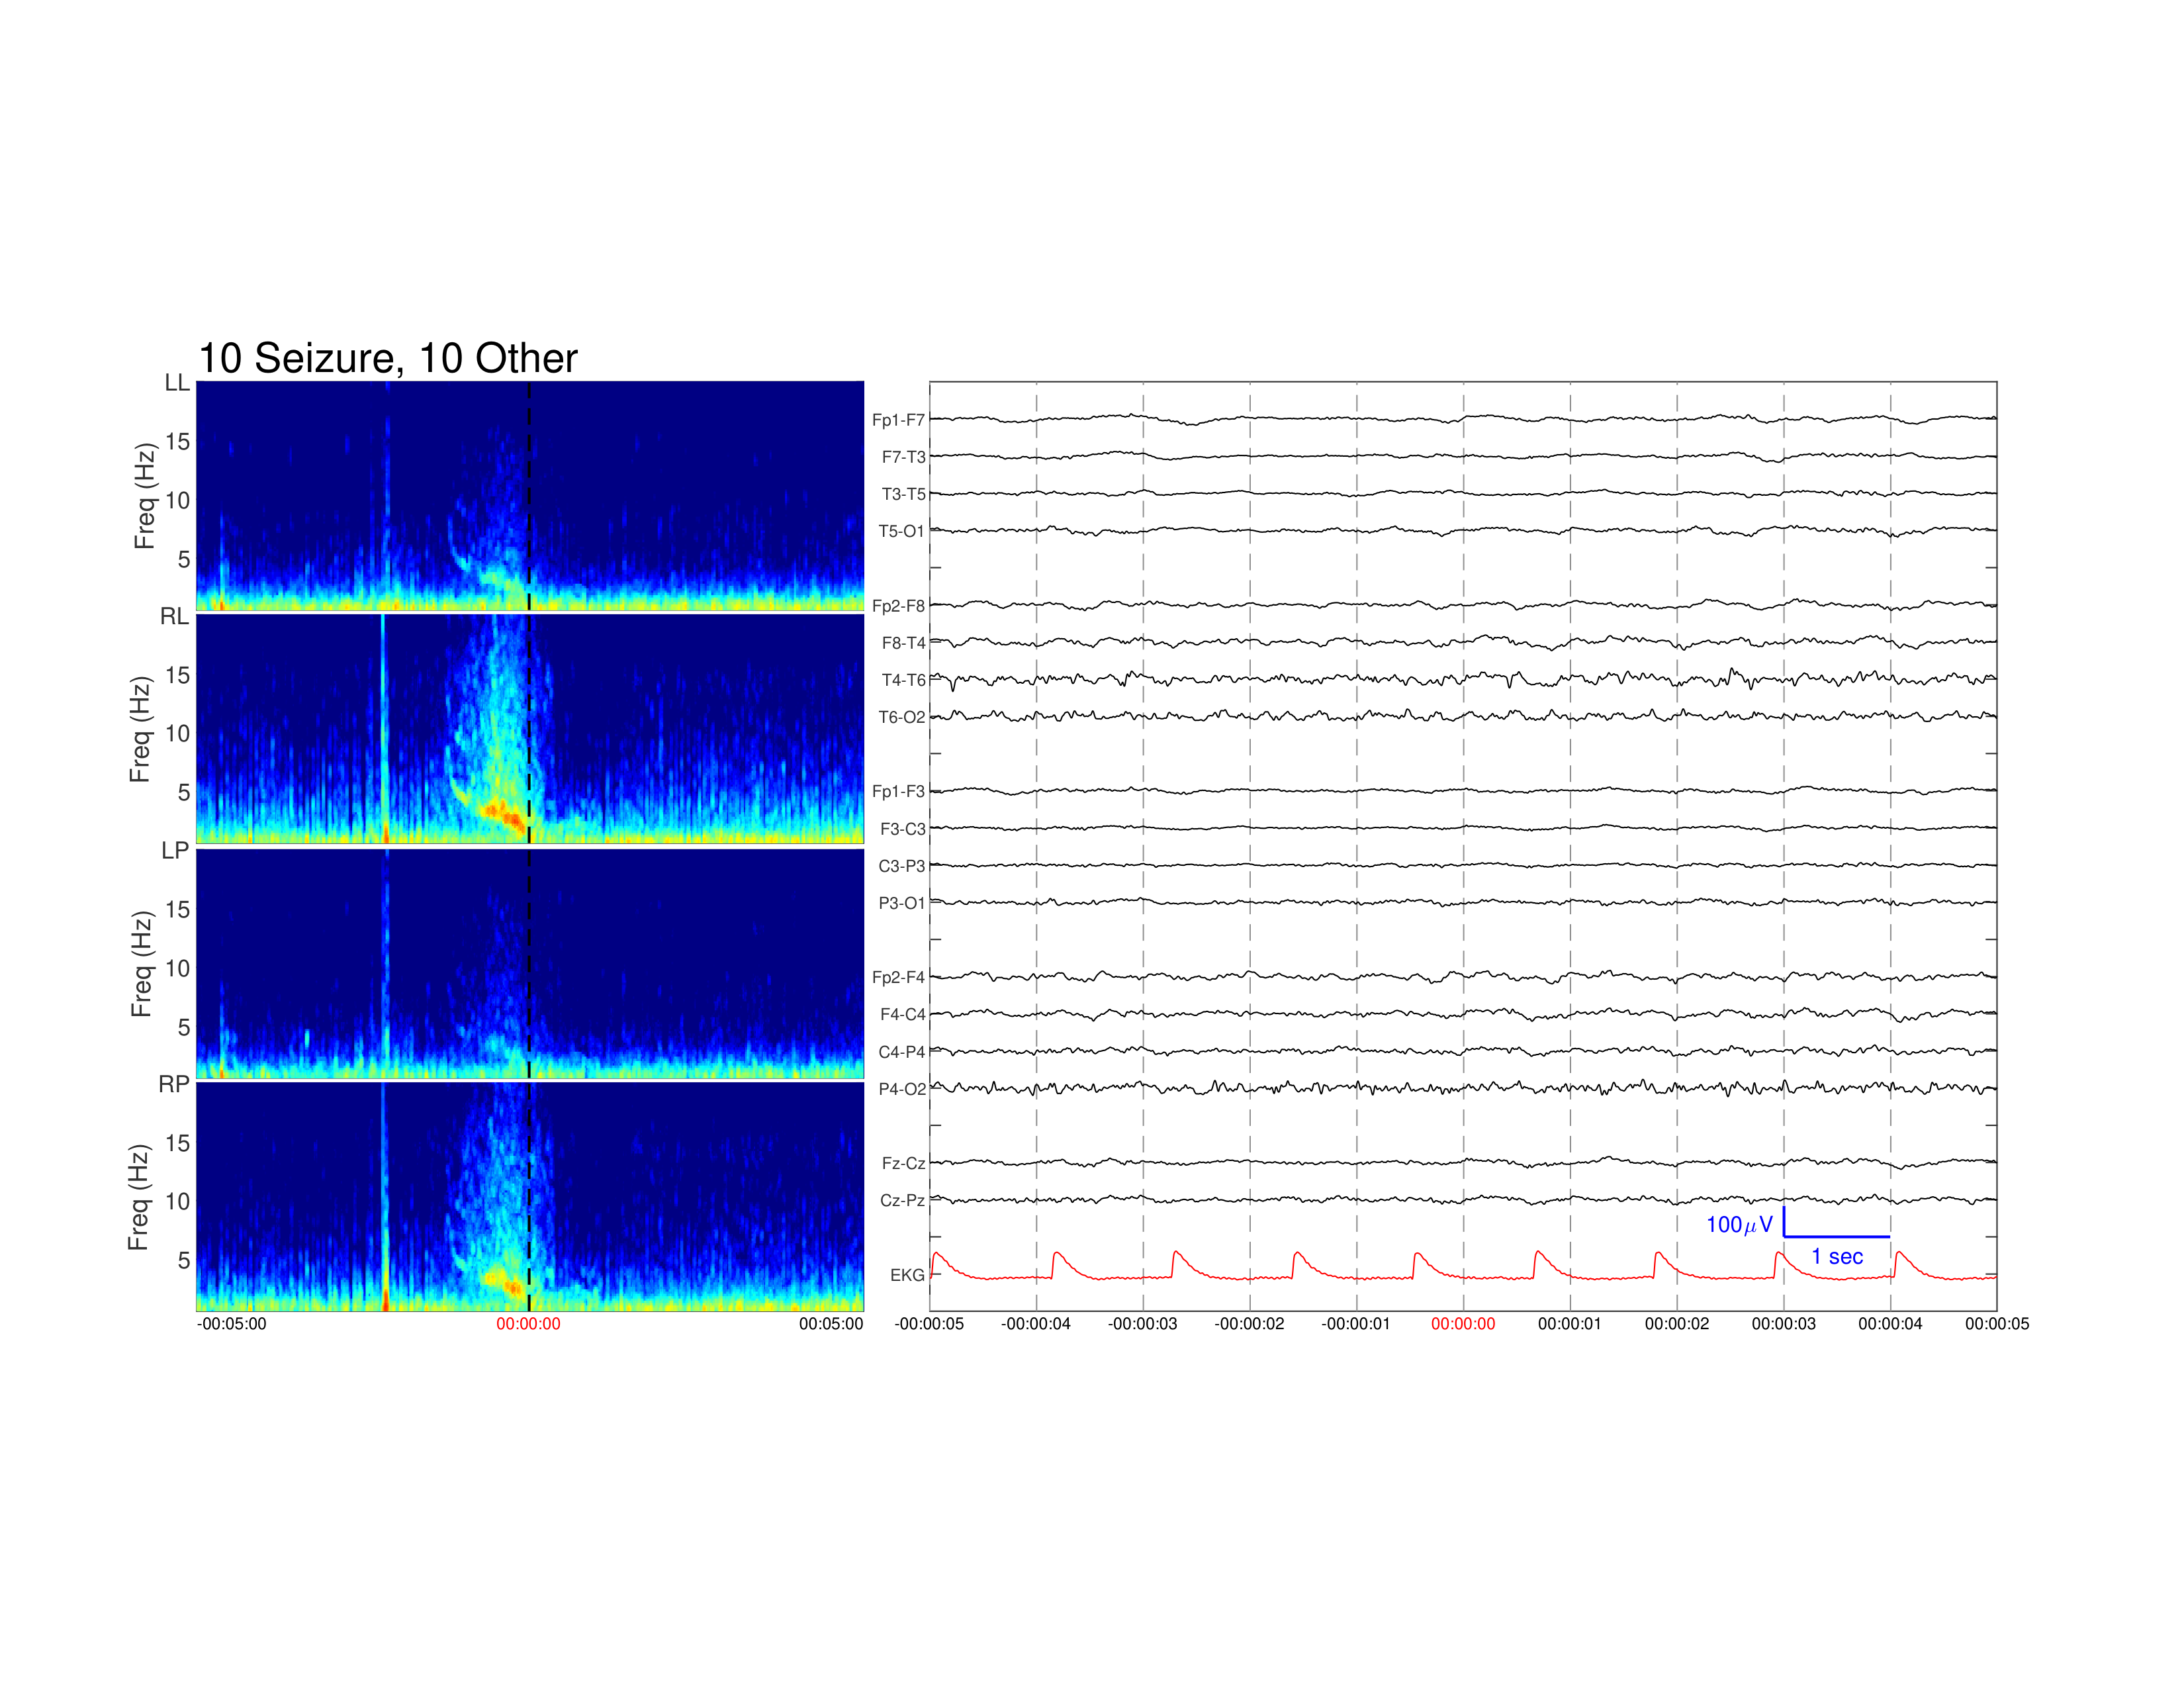 10 Seizure, 10 Other
LL
Freq (Hz)
15
10
5
RL
Freq (Hz)
15
10
5
LP
Freq (Hz)
15
10
5
RP
Freq (Hz)
15
10
5
-00:05:00
00:00:00
00:05:00
Fp1-F7
F7-T3
T3-T5
T5-O1
Fp2-F8
F8-T4
T4-T6
T6-O2
Fp1-F3
F3-C3
C3-P3
P3-O1
Fp2-F4
F4-C4
C4-P4
P4-O2
Fz-Cz
Cz-Pz
EKG
100μV
1 sec
-00:00:05
-00:00:04
-00:00:03
-00:00:02
-00:00:01
00:00:00
00:00:01
00:00:02
00:00:03
00:00:04
00:00:05